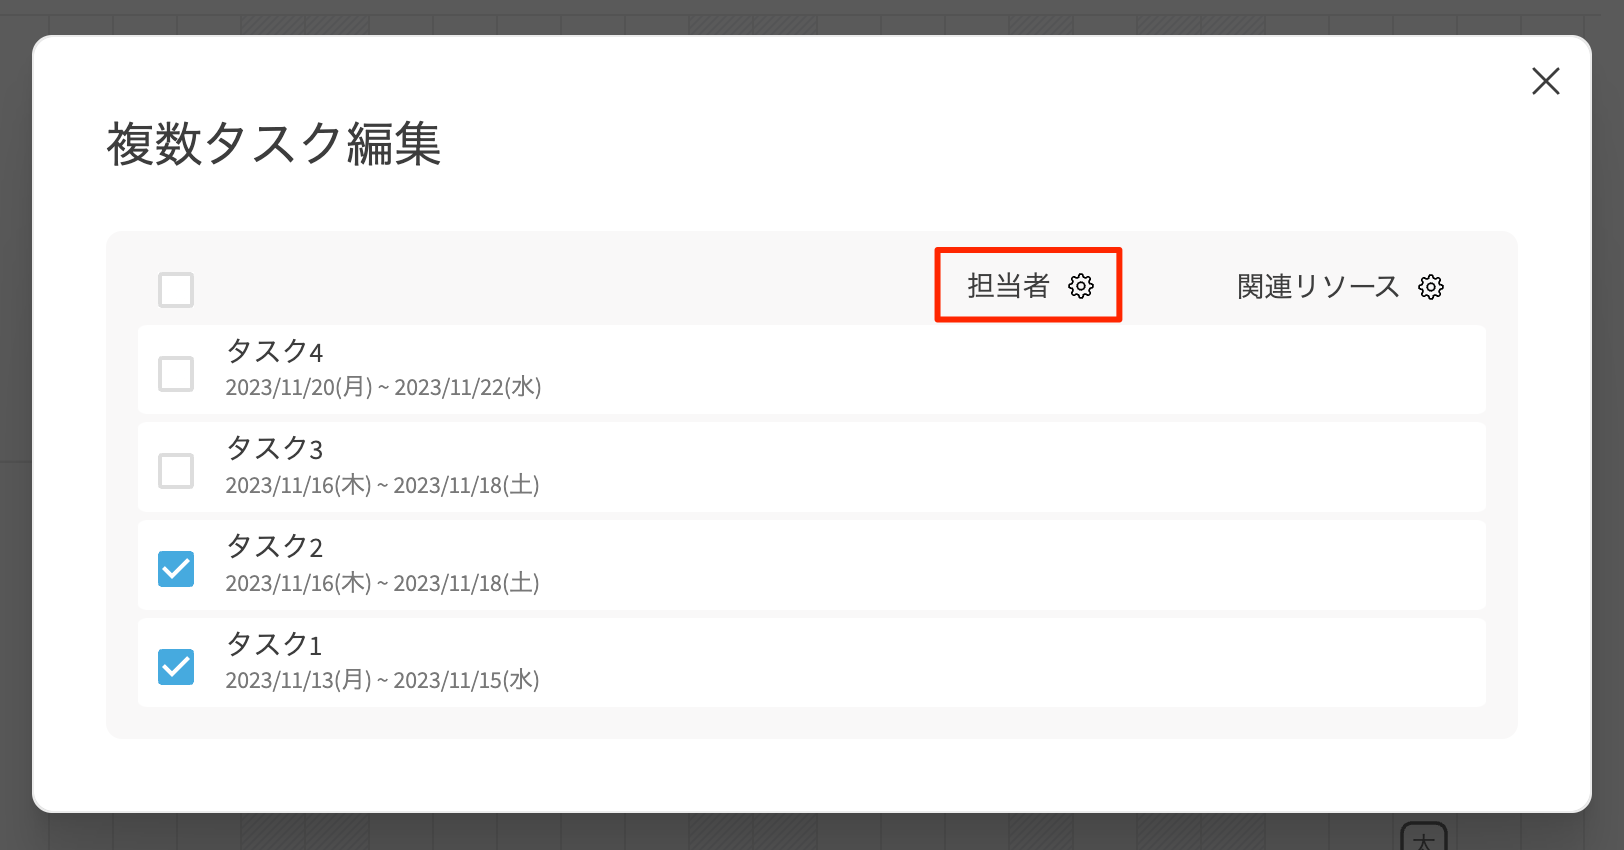 複数タスク編集
担当者 関連リソース
タスク4
2023/11/20(月) ~ 2023/11/22(水)
タスク3
2023/11/16(木) ~ 2023/11/18(土)
タスク2
2023/11/16(木) ~ 2023/11/18(土)
タスク1
2023/11/13(月) ~ 2023/11/15(水)